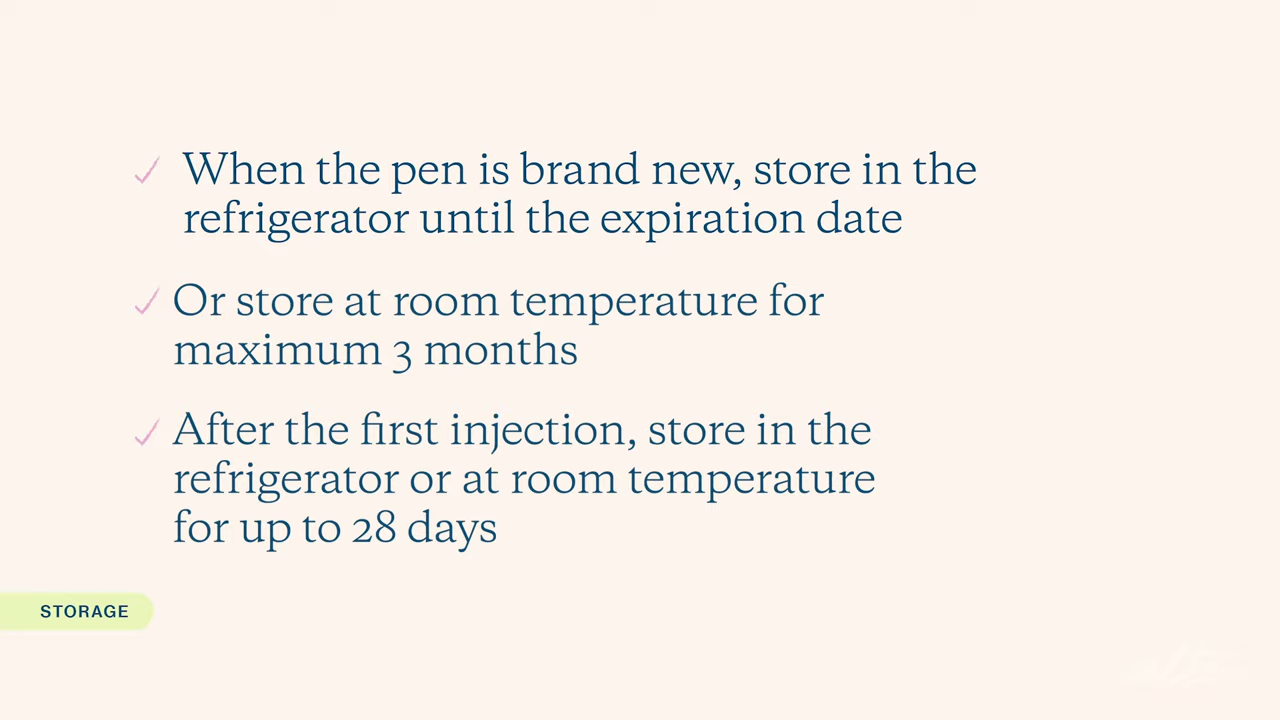 When the pen is brand new, store in the
refrigerator until the expiration date
Or store at room temperature for
maximum 3 months
After the first injection, store in the
refrigerator or at room temperature
for up to 28 days
STORAGE